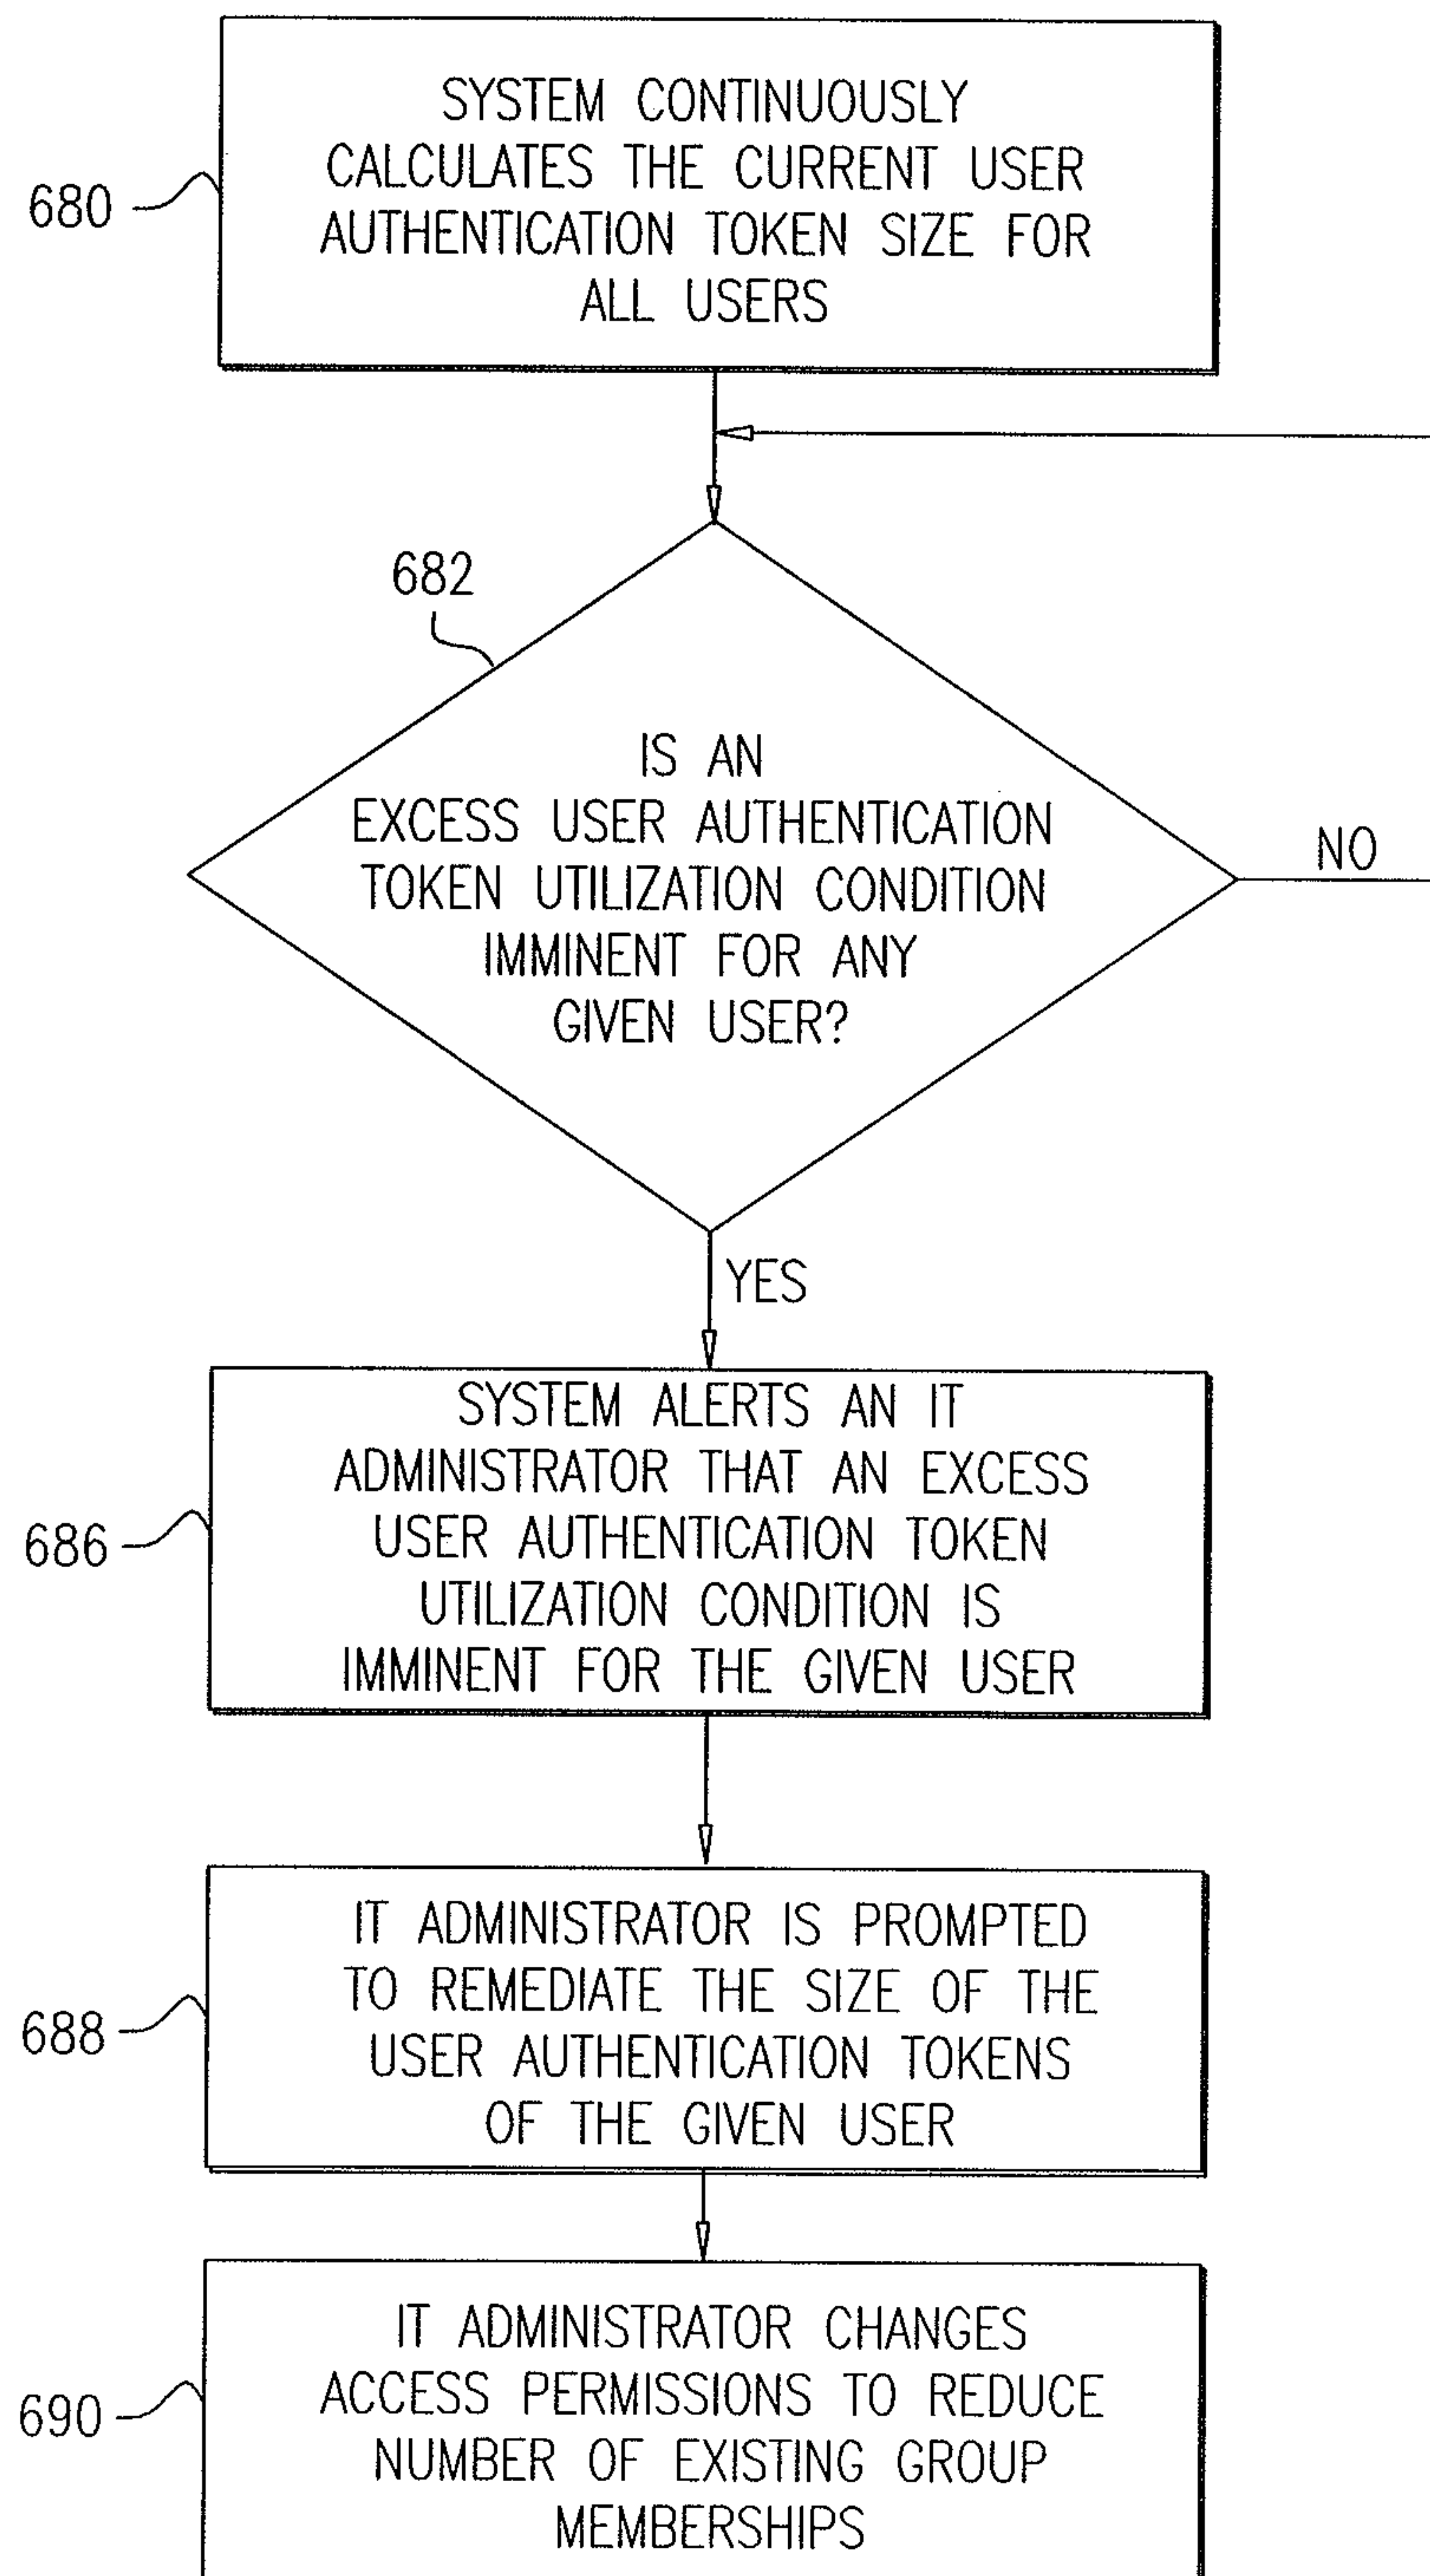 SYSTEM CONTINUOUSLY
CALCULATES THE CURRENT USER
AUTHENTICATION TOKEN SIZE FOR
ALL USERS
680
682
IS AN
EXCESS USER AUTHENTICATION
TOKEN UTILIZATION CONDITION
IMMINENT FOR ANY
GIVEN USER?
NO
YES
SYSTEM ALERTS AN IT
ADMINISTRATOR THAT AN EXCESS
USER AUTHENTICATION TOKEN
UTILIZATION CONDITION IS
IMMINENT FOR THE GIVEN USER
686
IT ADMINISTRATOR IS PROMPTED
TO REMEDIATE THE SIZE OF THE
USER AUTHENTICATION TOKENS
OF THE GIVEN USER
688
IT ADMINISTRATOR CHANGES
ACCESS PERMISSIONS TO REDUCE
NUMBER OF EXISTING GROUP
MEMBERSHIPS
690